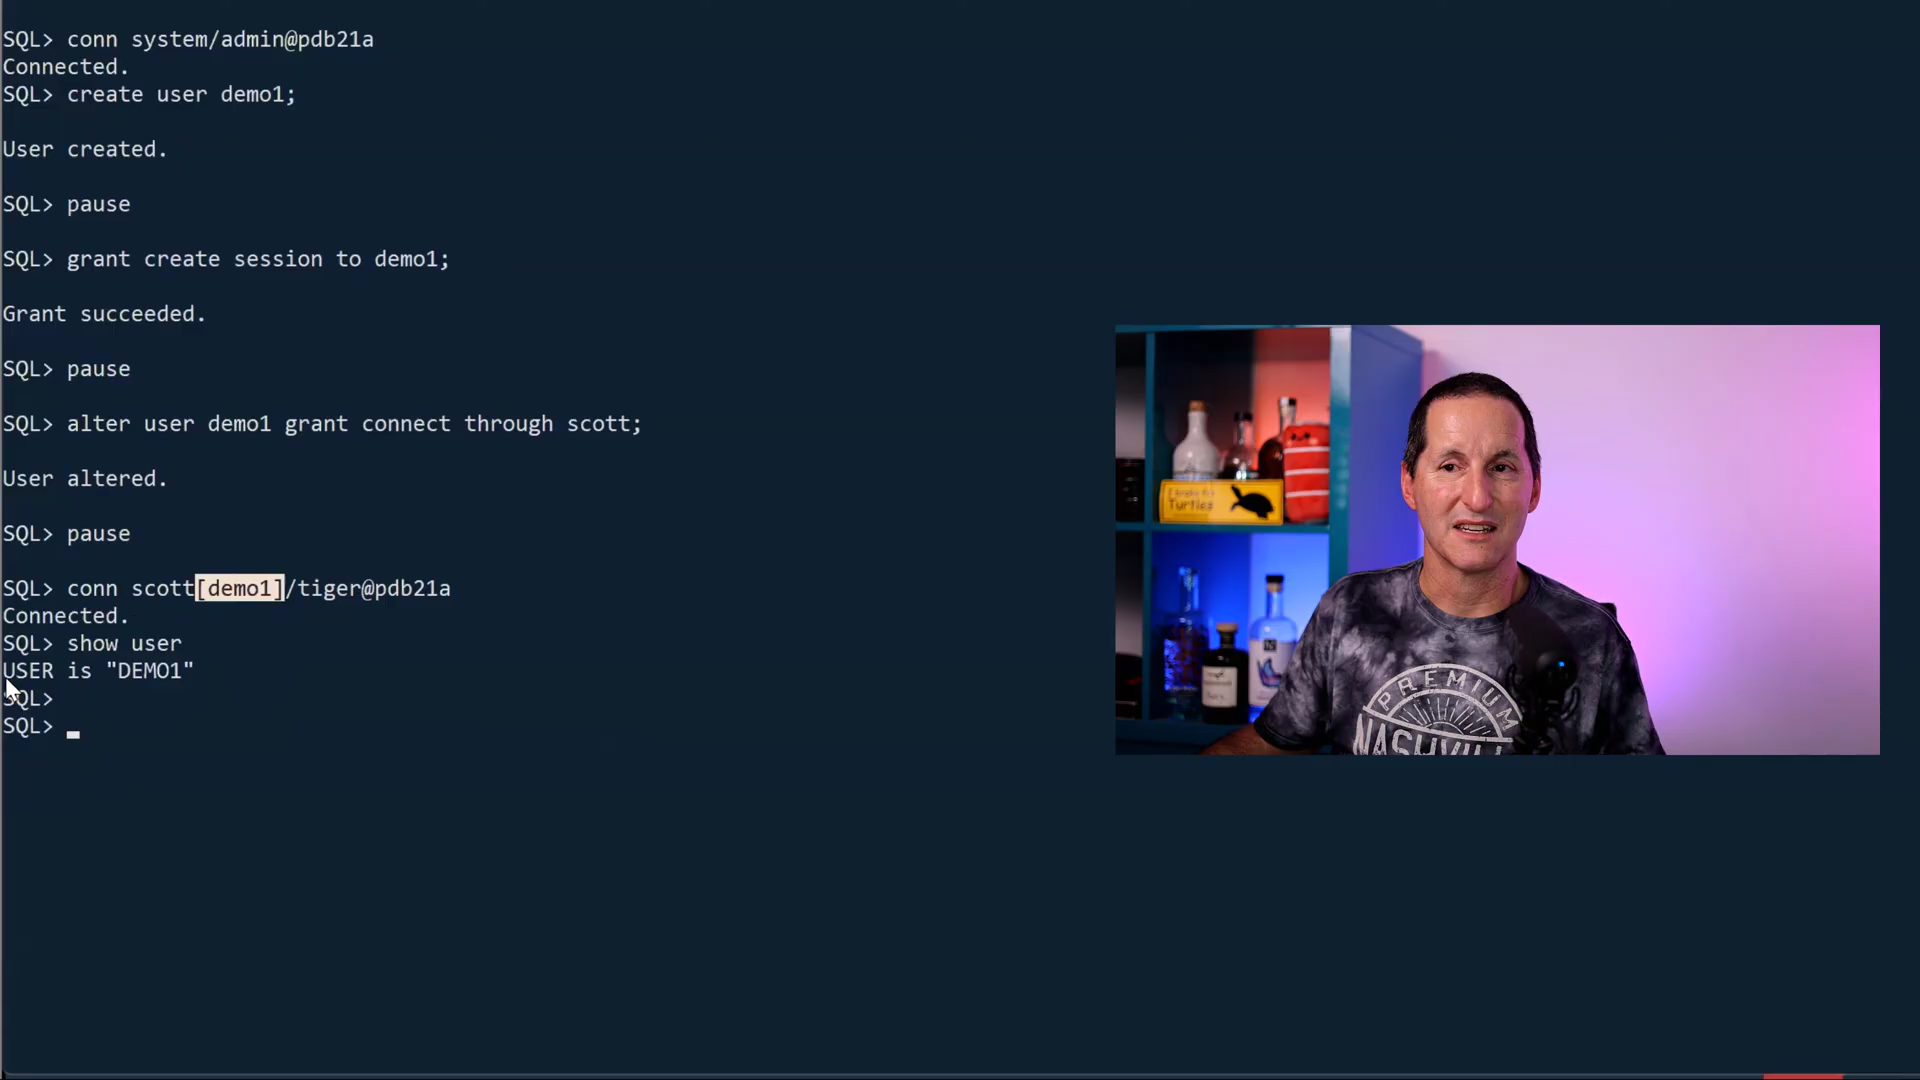 SQL> conn system/admin@pdb21a
Connected.
SQL> create user demo1;
User created.
SQL> pause
SQL> grant create session to demo1;
Grant succeeded.
SQL> pause
SQL> alter user demo1 grant connect through scott;
User altered.
SQL> pause
SQL> conn scott[demo1]/tiger@pdb21a
Connected.
SQL> show user
USER is "DEMO1"
SQL>
SQL>
Turtles
PREMIUM
NASHVILL